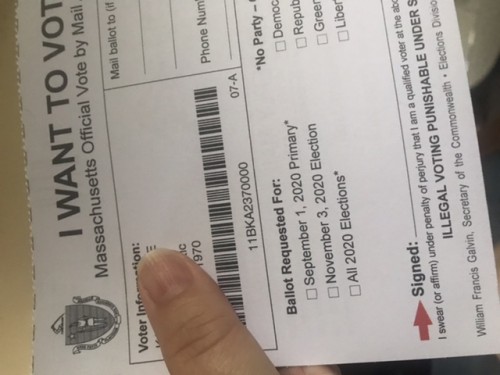 I WANT TO VOT
Massachusetts Official Vote by Mail
Voter Information:
1970
11BKA2370000
07-A
Mail ballot to (if
Phone Num
Ballot Requested For:
September 1, 2020 Primary*
November 3, 2020 Election
All 2020 Elections*
*No Party –
Democ
Repub
Green
Liber
Signed:
I swear (or affirm) under penalty of perjury that I am a qualified voter at the abo
ILLEGAL VOTING PUNISHABLE UNDER S
William Francis Galvin, Secretary of the Commonwealth • Elections Divisio